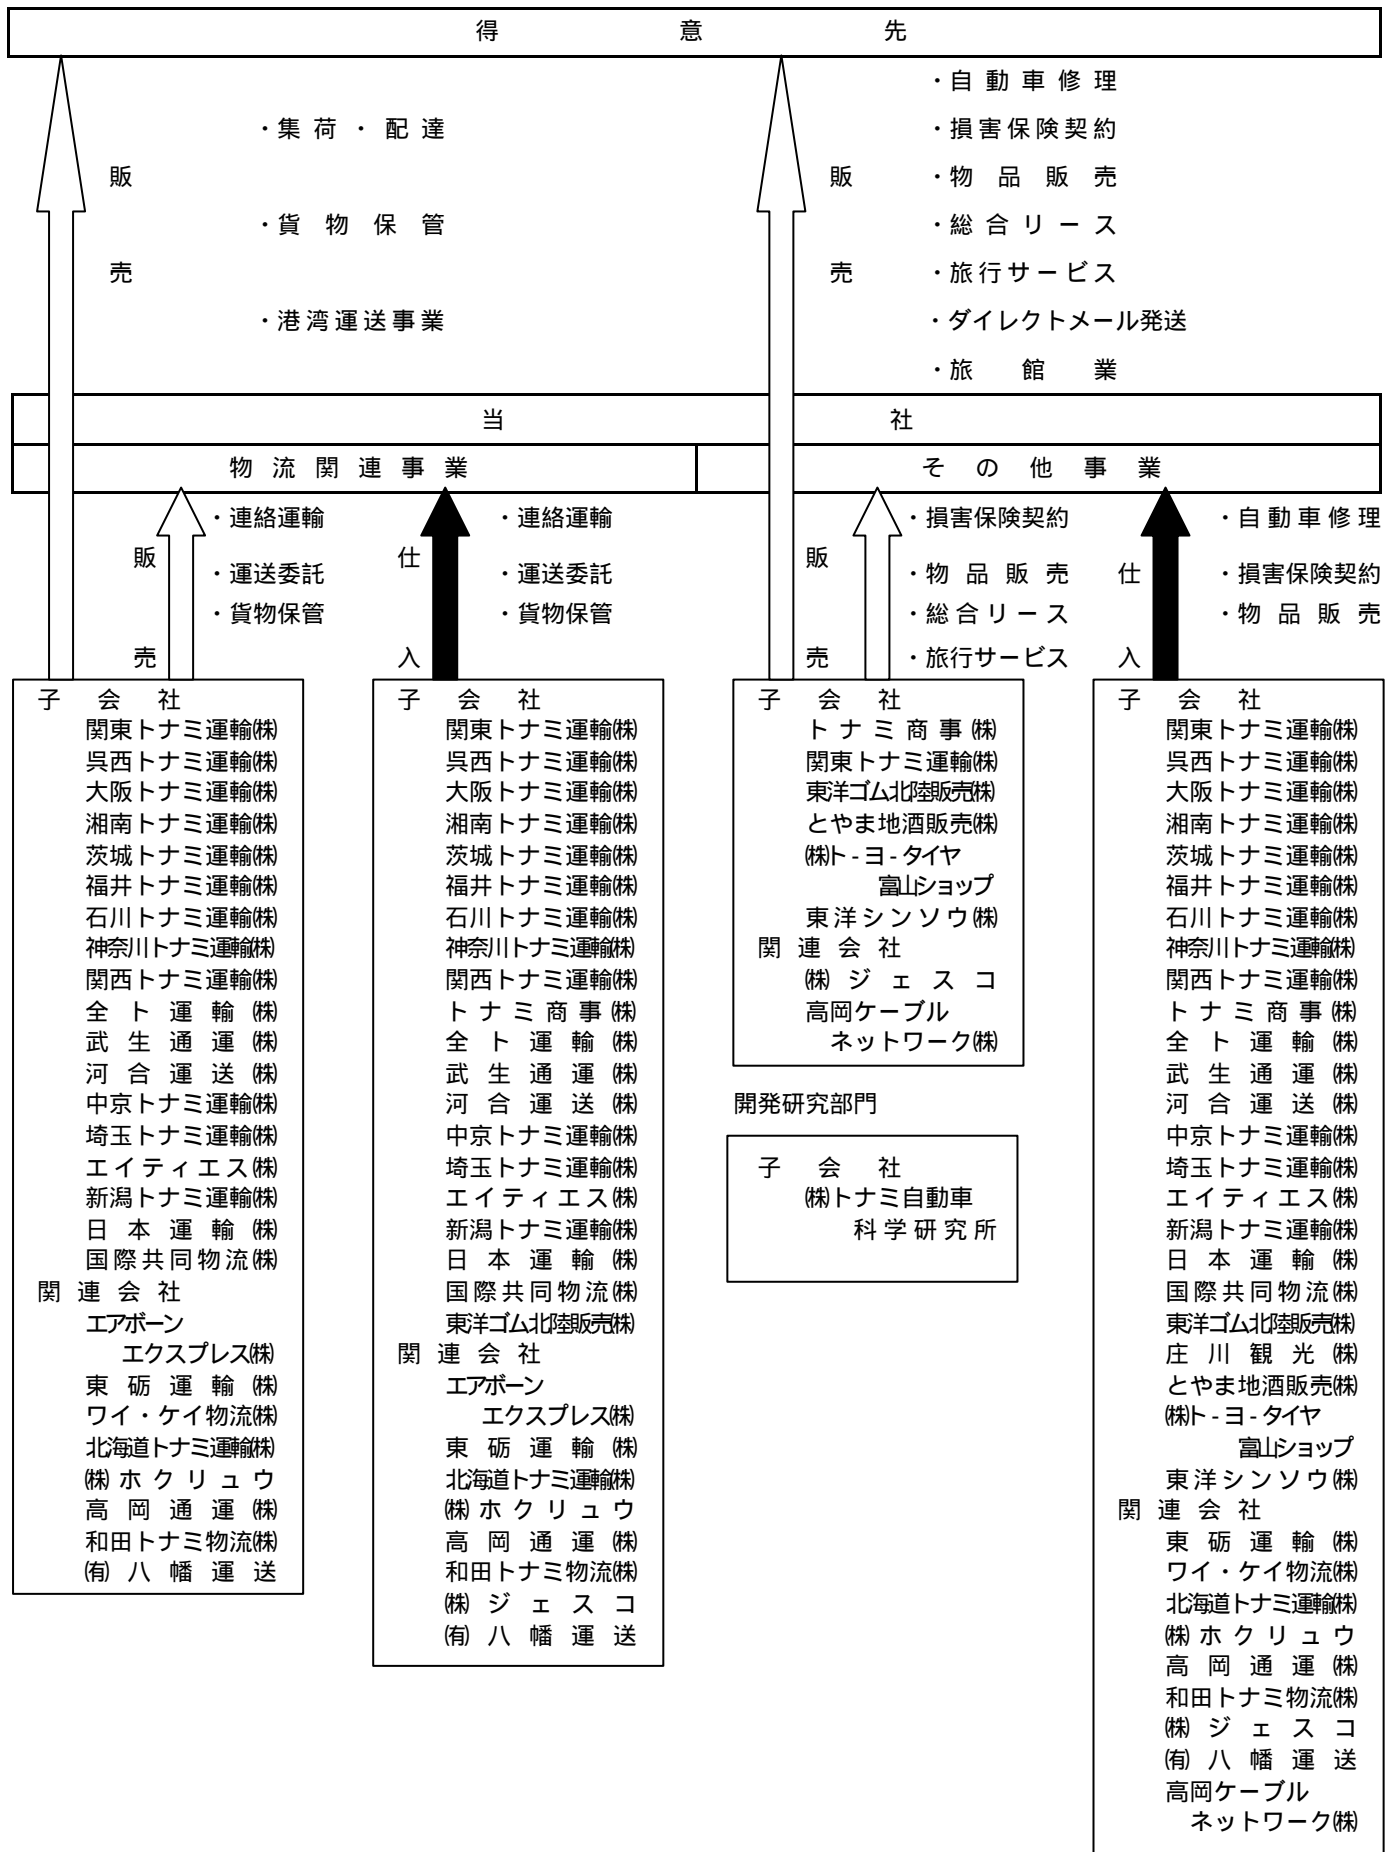 得意先
販売
・集荷・配達
・貨物保管
・港湾運送事業
販売
・自動車修理
・損害保険契約
・物品販売
・総合リース
・旅行サービス
・ダイレクトメール発送
・旅館業
当社
物流関連事業
その他事業
販売
・連絡運輸
・運送委託
・貨物保管
仕入
・連絡運輸
・運送委託
・貨物保管
販売
・損害保険契約
・物品販売
・総合リース
・旅行サービス
仕入
・自動車修理
・損害保険契約
・物品販売
子会社
関東トナミ運輸㈱
呉西トナミ運輸㈱
大阪トナミ運輸㈱
湘南トナミ運輸㈱
茨城トナミ運輸㈱
福井トナミ運輸㈱
石川トナミ運輸㈱
神奈川トナミ運輸㈱
関西トナミ運輸㈱
全ト運輸㈱
武生通運㈱
河合運送㈱
中京トナミ運輸㈱
埼玉トナミ運輸㈱
エイティエス㈱
新潟トナミ運輸㈱
日本運輸㈱
国際共同物流㈱
関連会社
エアボーン
エクスプレス㈱
東砺運輸㈱
ワイ・ケイ物流㈱
北海道トナミ運輸㈱
㈱ホクリュウ
高岡通運㈱
和田トナミ物流㈱
㈲八幡運送
子会社
関東トナミ運輸㈱
呉西トナミ運輸㈱
大阪トナミ運輸㈱
湘南トナミ運輸㈱
茨城トナミ運輸㈱
福井トナミ運輸㈱
石川トナミ運輸㈱
神奈川トナミ運輸㈱
関西トナミ運輸㈱
トナミ商事㈱
全ト運輸㈱
武生通運㈱
河合運送㈱
中京トナミ運輸㈱
埼玉トナミ運輸㈱
エイティエス㈱
新潟トナミ運輸㈱
日本運輸㈱
国際共同物流㈱
東洋ゴム北陸販売㈱
関連会社
エアボーン
エクスプレス㈱
東砺運輸㈱
北海道トナミ運輸㈱
㈱ホクリュウ
高岡通運㈱
和田トナミ物流㈱
㈱ジェスコ
㈲八幡運送
子会社
トナミ商事㈱
関東トナミ運輸㈱
東洋ゴム北陸販売㈱
とやま地酒販売㈱
㈱ト-ヨ-タイヤ
富山ショップ
東洋シンソウ㈱
関連会社
㈱ジェスコ
高岡ケーブル
ネットワーク㈱
開発研究部門
子会社
㈱トナミ自動車
科学研究所
子会社
関東トナミ運輸㈱
呉西トナミ運輸㈱
大阪トナミ運輸㈱
湘南トナミ運輸㈱
茨城トナミ運輸㈱
福井トナミ運輸㈱
石川トナミ運輸㈱
神奈川トナミ運輸㈱
関西トナミ運輸㈱
トナミ商事㈱
全ト運輸㈱
武生通運㈱
河合運送㈱
中京トナミ運輸㈱
埼玉トナミ運輸㈱
エイティエス㈱
新潟トナミ運輸㈱
日本運輸㈱
国際共同物流㈱
東洋ゴム北陸販売㈱
庄川観光㈱
とやま地酒販売㈱
㈱ト-ヨ-タイヤ
富山ショップ
東洋シンソウ㈱
関連会社
東砺運輸㈱
ワイ・ケイ物流㈱
北海道トナミ運輸㈱
㈱ホクリュウ
高岡通運㈱
和田トナミ物流㈱
㈱ジェスコ
㈲八幡運送
高岡ケーブル
ネットワーク㈱